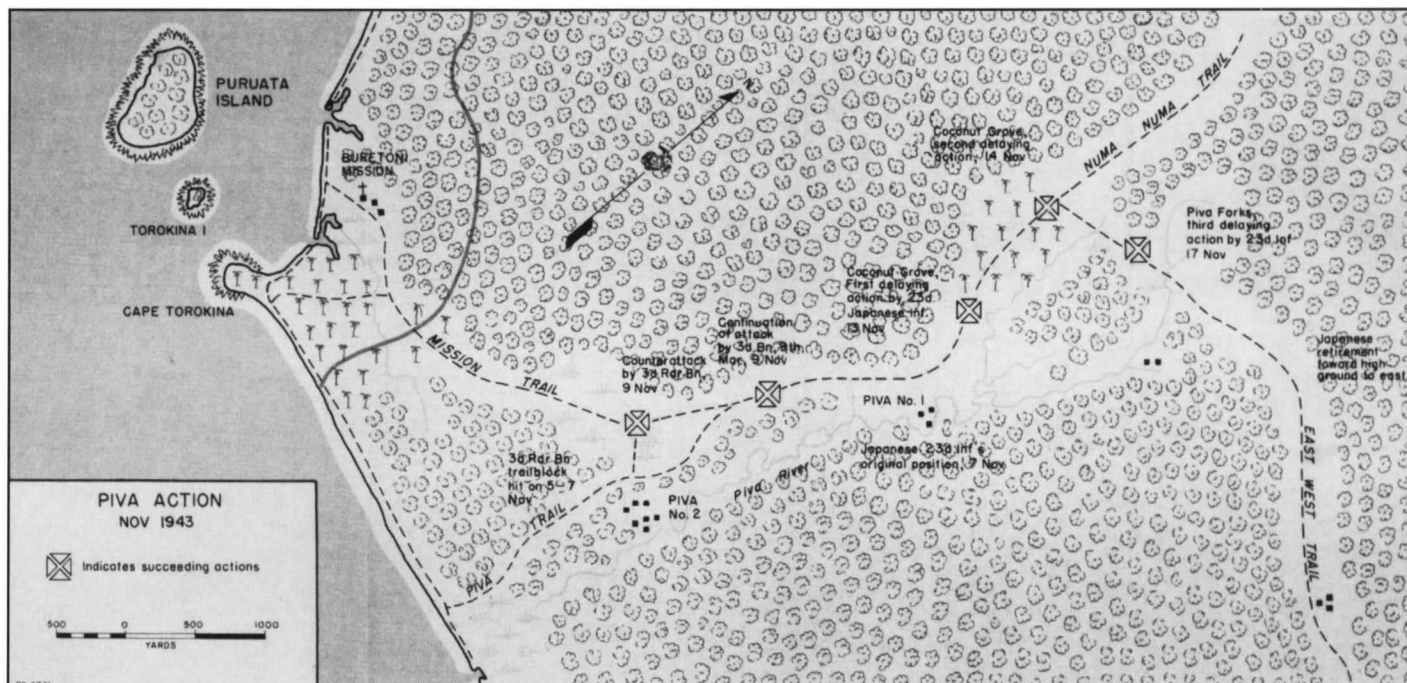 PURUATA
ISLAND
BURETONI
MISSION
TOROKINA I
CAPE TOROKINA
N
MISSION TRAIL
Counterattack
by 3d Rdr Bn,
9 Nov
Continuation
of attack
by 3d Bn, 9th
Mar, 9 Nov
Coconut Grove,
First delaying
action by 23d
Japanese Inf.
13 Nov
Coconut Grove,
second delaying
action, 14 Nov
NUMA NUMA TRAIL
Piva Forks,
third delaying
action by 23d Inf
17 Nov
Japanese
retirement
toward high
ground to east
3d Rdr Bn
trailblock
hit on 5-7
Nov
PIVA TRAIL
PIVA
No. 2
Piva River
PIVA No. 1
Japanese 23d Inf's
original position, 7 Nov
EAST WEST TRAIL
PIVA ACTION
NOV 1943
Indicates succeeding actions
500 0 500 1000
YARDS